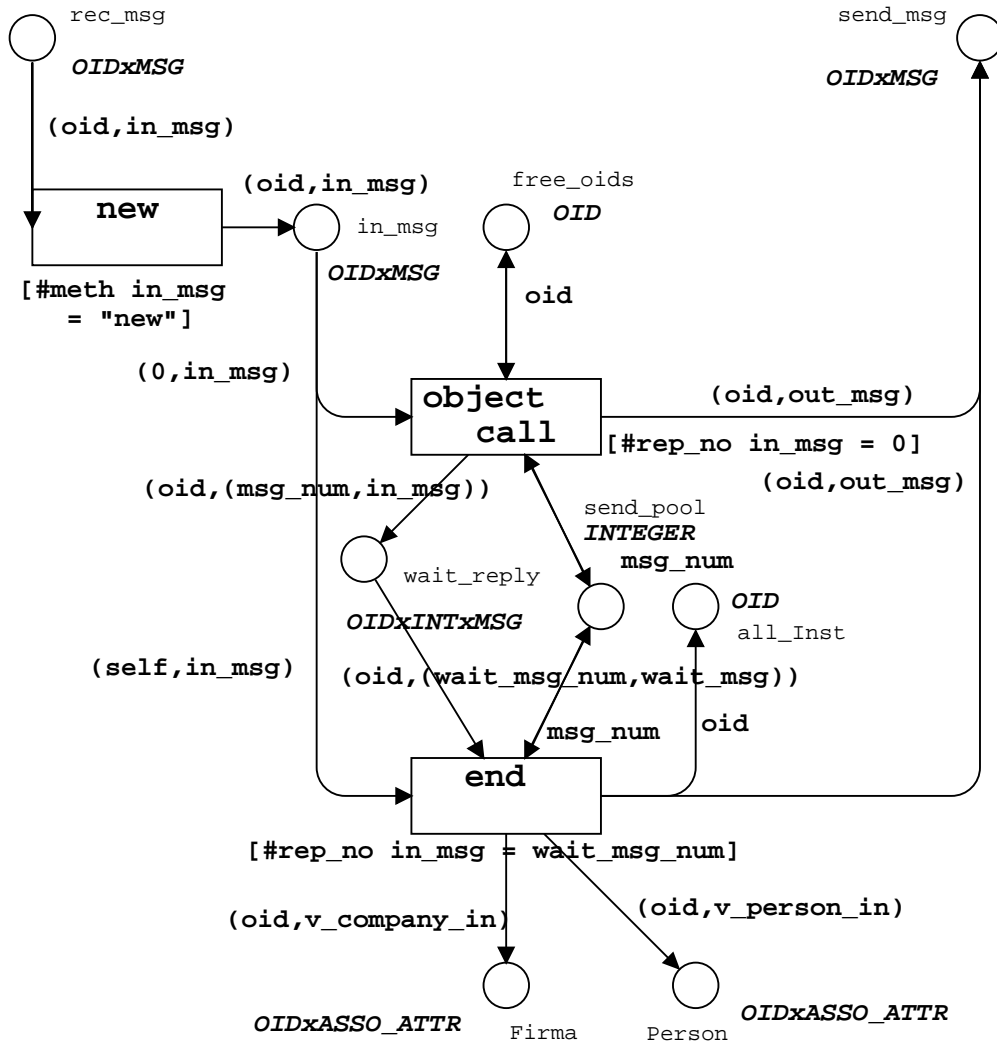 rec_msg
send_msg
OIDxMSG
OIDxMSG
(oid,in_msg)
(oid,in_msg)
free_oids
new
OID
in_msg
OIDxMSG
[#meth in_msg
= "new"]
oid
(0,in_msg)
object
call
(oid,out_msg)
[#rep_no in_msg = 0]
(oid,(msg_num,in_msg))
(oid,out_msg)
send_pool
INTEGER
msg_num
wait_reply
OID
OIDxINTxMSG
all_Inst
(self,in_msg)
(oid,(wait_msg_num,wait_msg))
msg_num
oid
end
[#rep_no in_msg = wait_msg_num]
(oid,v_company_in)
(oid,v_person_in)
OIDxASSO_ATTR
Firma
Person
OIDxASSO_ATTR